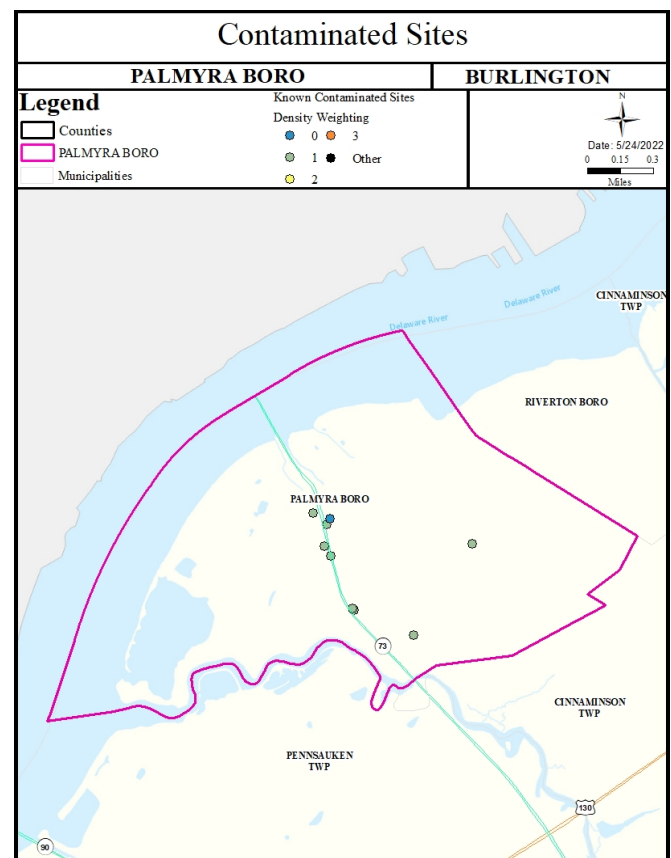 Contaminated Sites
PALMYRA BORO
BURLINGTON
Legend
Counties
PALMYRA BORO
Municipalities
Known Contaminated Sites
Density Weighting
0 3
1 Other
2
N
Date: 5/24/2022
0 0.15 0.3
Miles
Delaware River
Delaware River
CINNAMINSON
TWP
RIVERTON BORO
PALMYRA BORO
73
CINNAMINSON
TWP
PENNSAUKEN
TWP
130
90